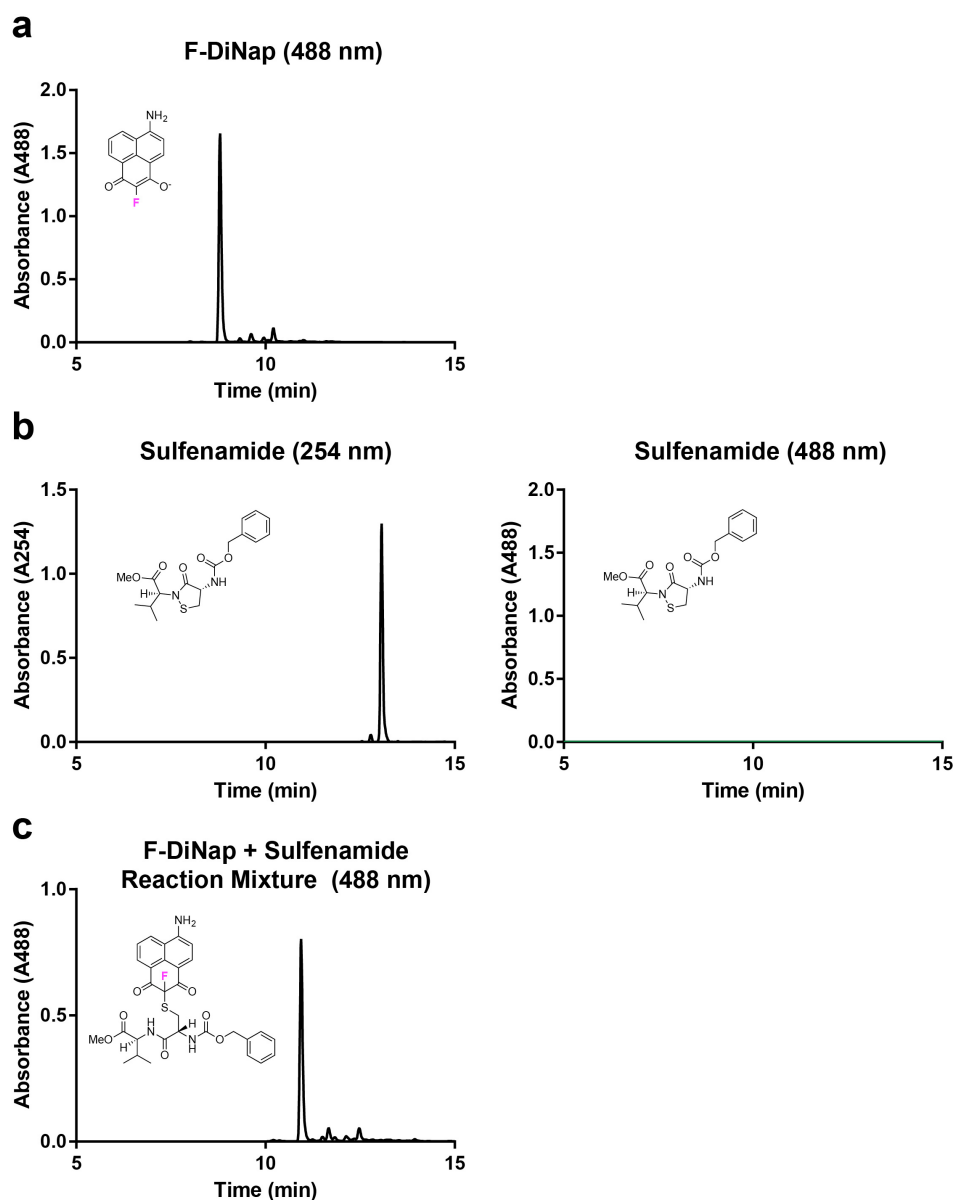 a
F-DiNap (488 nm)
Absorbance (A488)
2.0
1.5
1.0
0.5
0.0
NH2
O
O-
F
5
10
15
Time (min)
b
Sulfenamide (254 nm)
Absorbance (A254)
1.5
1.0
0.5
0.0
O
O
O
O
NH
MeO
H
N
S
5
10
15
Time (min)
Sulfenamide (488 nm)
Absorbance (A488)
2.0
1.5
1.0
0.5
0.0
O
O
O
O
NH
MeO
H
N
S
5
10
15
Time (min)
c
F-DiNap + Sulfenamide
Reaction Mixture (488 nm)
Absorbance (A488)
1.0
0.5
0.0
NH2
F
O
O
S
O
H
N
H
O
MeO
H
O
N
H
O
5
10
15
Time (min)